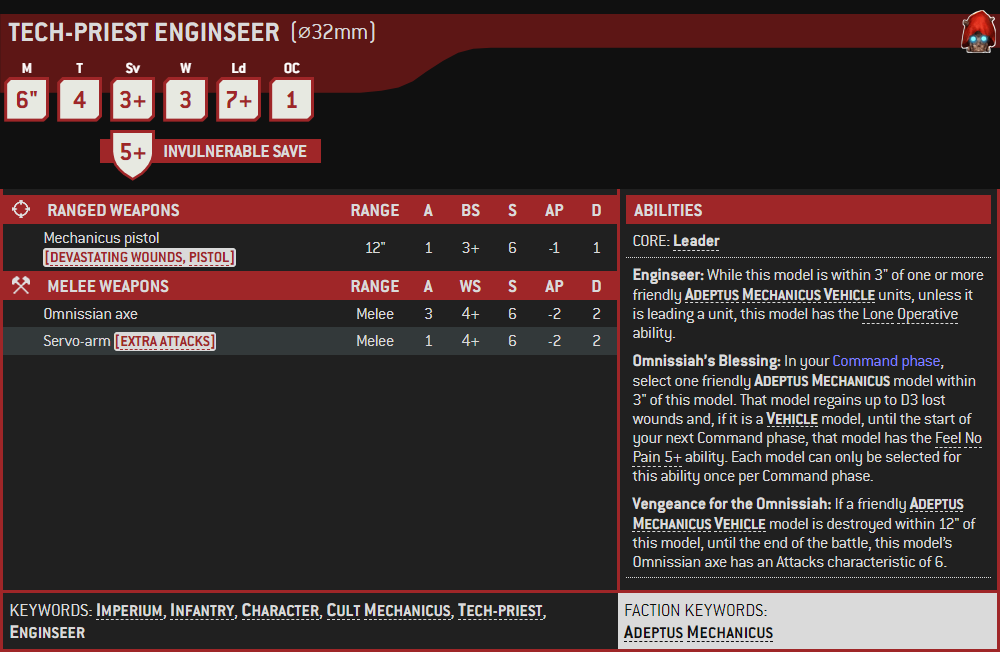 TECH-PRIEST ENGINSEER (⌀32mm)
M T Sv W Ld OC
6" 4 3+ 3 7+ 1
5+ INVULNERABLE SAVE
RANGED WEAPONS RANGE A BS S AP D
Mechanicus pistol
[DEVASTATING WOUNDS, PISTOL] 12" 1 3+ 6 -1 1
MELEE WEAPONS RANGE A WS S AP D
Omnissian axe Melee 3 4+ 6 -2 2
Servo-arm [EXTRA ATTACKS] Melee 1 4+ 6 -2 2
ABILITIES
CORE: Leader
Enginseer: While this model is within 3" of one or more
friendly ADEPTUS MECHANICUS VEHICLE units, unless it
is leading a unit, this model has the Lone Operative
ability.
Omnissiah's Blessing: In your Command phase,
select one friendly ADEPTUS MECHANICUS model within
3" of this model. That model regains up to D3 lost
wounds and, if it is a VEHICLE model, until the start of
your next Command phase, that model has the Feel No
Pain 5+ ability. Each model can only be selected for
this ability once per Command phase.
Vengeance for the Omnissiah: If a friendly ADEPTUS
MECHANICUS VEHICLE model is destroyed within 12" of
this model, until the end of the battle, this model's
Omnissian axe has an Attacks characteristic of 6.
KEYWORDS: IMPERIUM, INFANTRY, CHARACTER, CULT MECHANICUS, TECH-PRIEST,
ENGINSEER
FACTION KEYWORDS:
ADEPTUS MECHANICUS